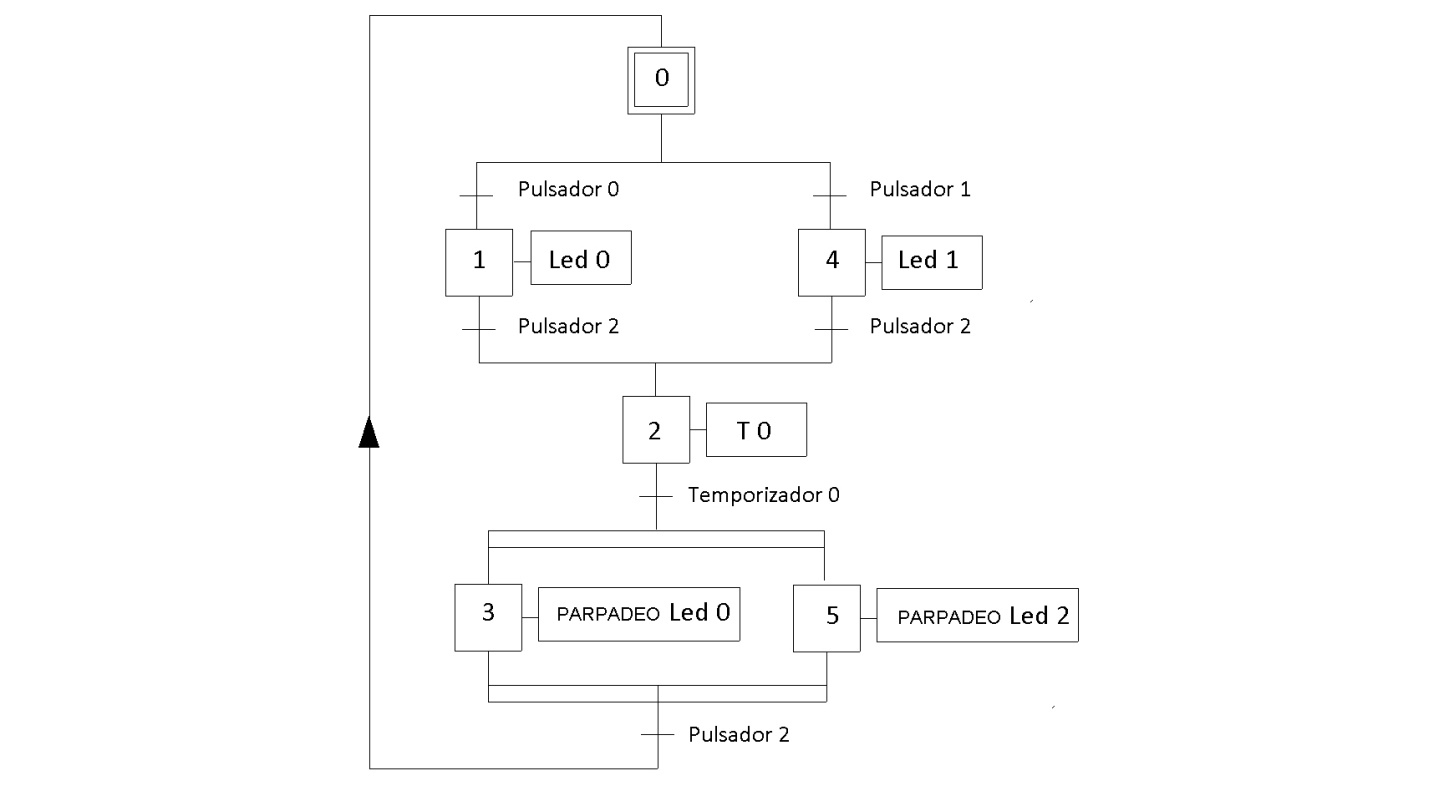 0
Pulsador 0
Pulsador 1
1
Led 0
4
Led 1
Pulsador 2
Pulsador 2
2
T 0
Temporizador 0
3
PARPADEO Led 0
5
PARPADEO Led 2
Pulsador 2